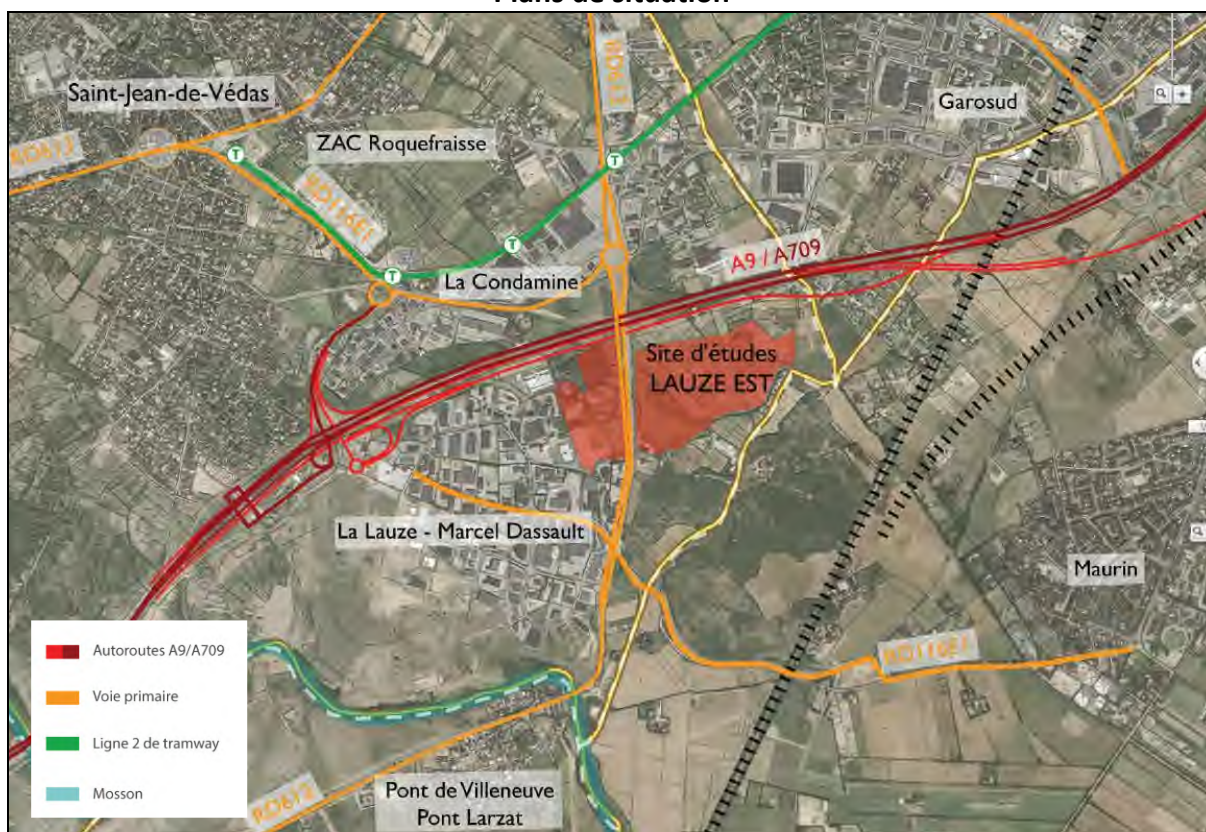 Plans de situation
Saint-Jean-de-Védas
RD613
ZAC Roquefraisse
RD612
Garosud
T
T
RD116E1
T
T
A9 / A709
La Condamine
Site d'études
LAUZE EST
La Lauze - Marcel Dassault
Maurin
RD116E1
Pont de Villeneuve
Pont Larzat
RD612
Autoroutes A9/A709
Voie primaire
Ligne 2 de tramway
Mosson